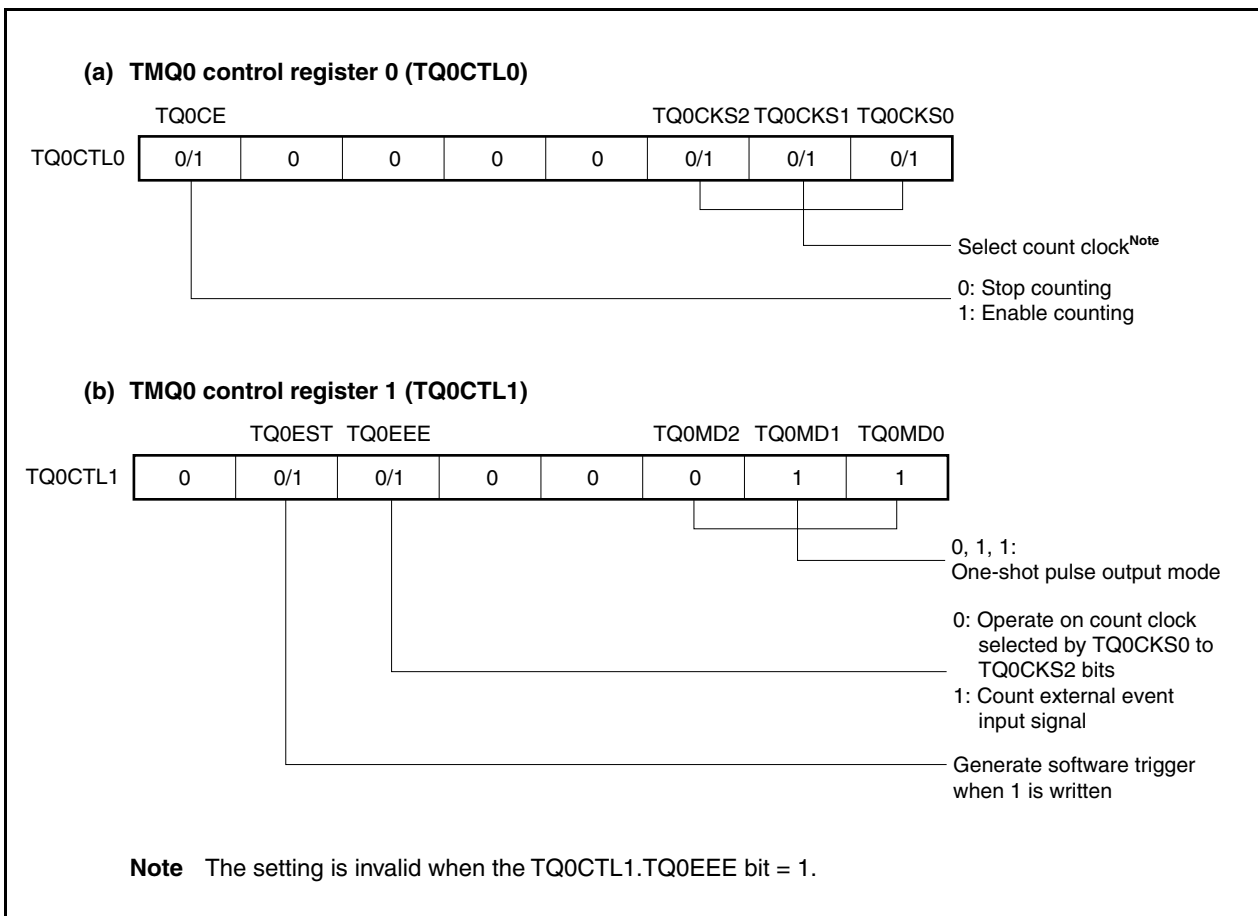 (a) TMQ0 control register 0 (TQ0CTL0)
TQ0CE TQ0CKS2 TQ0CKS1 TQ0CKS0
TQ0CTL0 0/1 0 0 0 0 0/1 0/1 0/1
Select count clockNote
0: Stop counting
1: Enable counting
(b) TMQ0 control register 1 (TQ0CTL1)
TQ0EST TQ0EEE TQ0MD2 TQ0MD1 TQ0MD0
TQ0CTL1 0 0/1 0/1 0 0 0 1 1
0, 1, 1:
One-shot pulse output mode
0: Operate on count clock
selected by TQ0CKS0 to
TQ0CKS2 bits
1: Count external event
input signal
Generate software trigger
when 1 is written
Note The setting is invalid when the TQ0CTL1.TQ0EEE bit = 1.